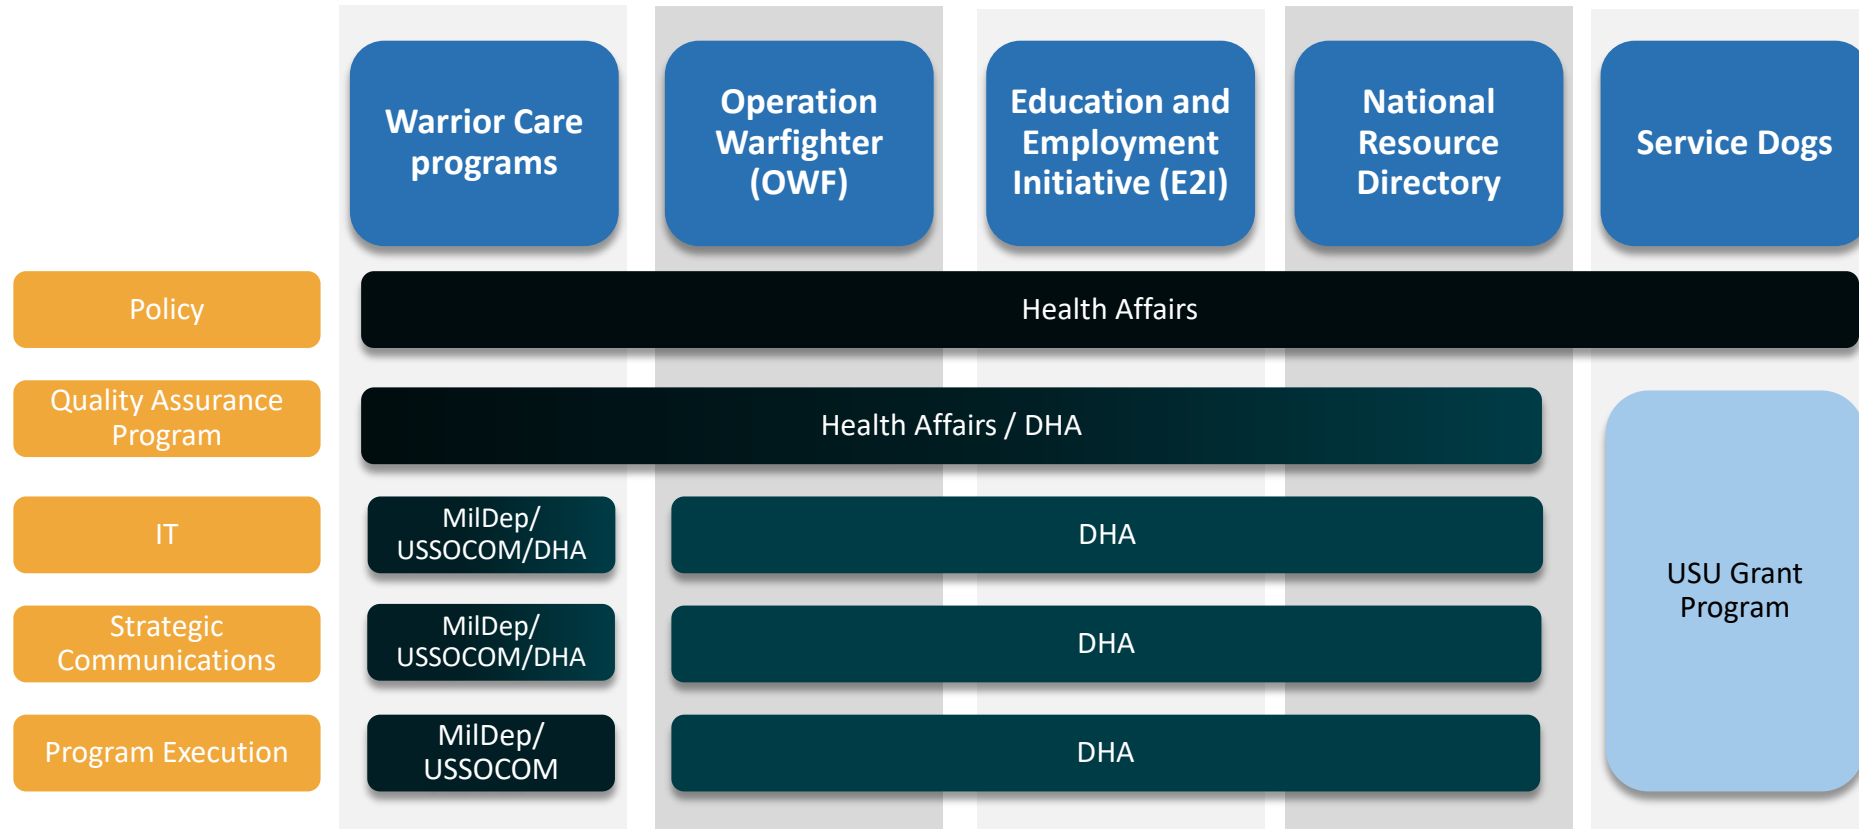 Warrior Care
programs
Operation
Warfighter
(OWF)
Education and
Employment
Initiative (E2I)
National
Resource
Directory
Service Dogs
Policy
Health Affairs
Quality Assurance
Program
Health Affairs / DHA
IT
MilDep/
USSOCOM/DHA
DHA
Strategic
Communications
MilDep/
USSOCOM/DHA
DHA
Program Execution
MilDep/
USSOCOM
DHA
USU Grant
Program